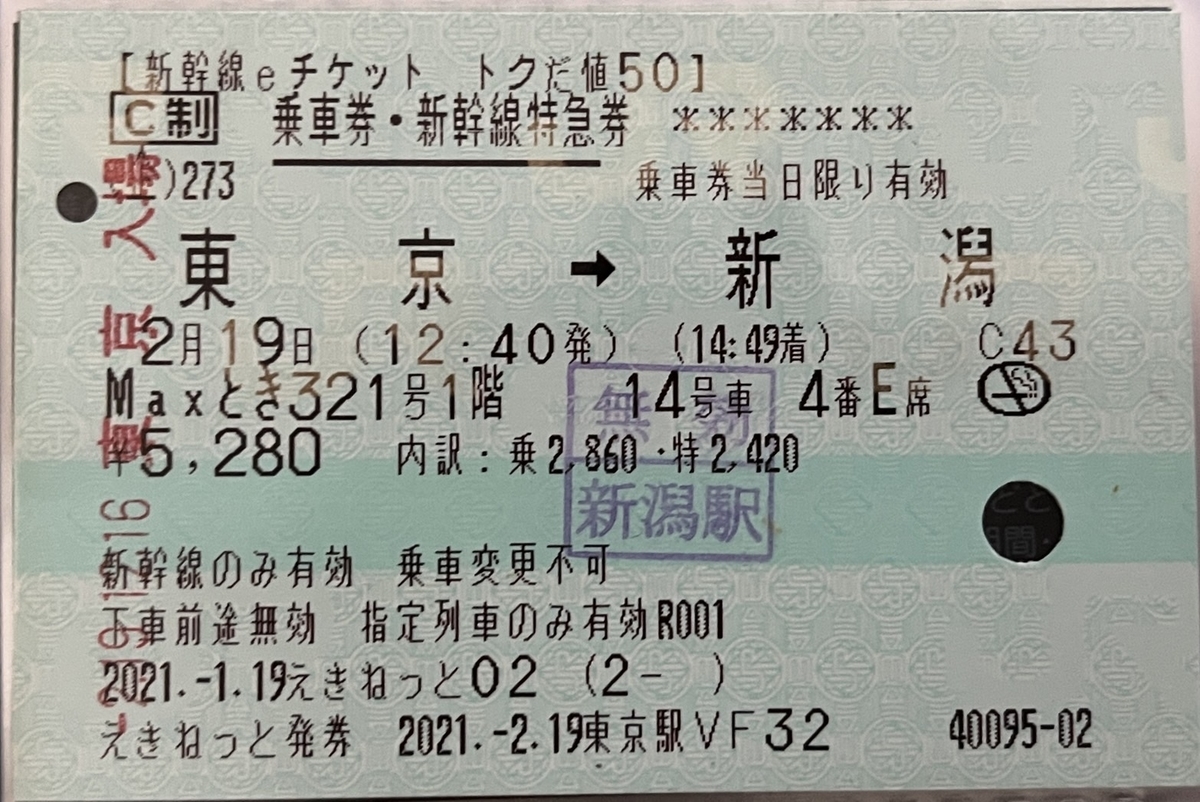 [新幹線eチケット トクだ値50]
C制 乗車券・新幹線特急券 *******
)273 乗車券当日限り有効
東京 → 新潟
2月19日 (12:40発) (14:49着) C43
Maxとき321号1階 14号車 4番E席
¥5,280 内訳:乗2,860・特2,420
新幹線のみ有効 乗車変更不可
下車前途無効 指定列車のみ有効R001
2021.-1.19えきねっと02 (2- )
えきねっと発券 2021.-2.19東京駅VF32 40095-02
東京 入場
新潟駅